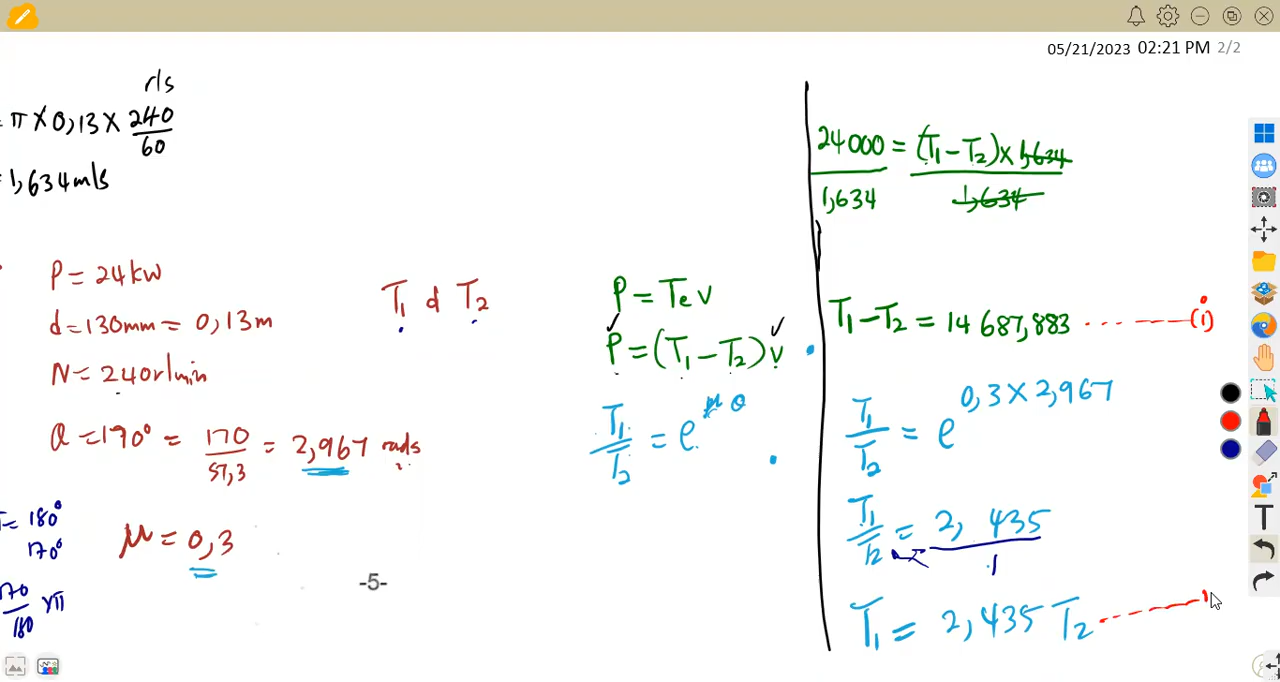 05/21/2023 02:21 PM 2/2
r/s
= π × 0,13 × 240/60
= 1,634 m/s
P = 24 kw
d = 130mm = 0,13m
N = 240 r/min
θ = 190° = 170/57,3 = 2,967 rads
μ = 0,3
= 180°
170°
170/180 × π
T1 d T2
P = Te v
P = (T1 − T2) v
T1/T2 = e^μθ
-5-
24000/1,634 = (T1 − T2) × 1,634/1,634
T1 − T2 = 14 687,883 ........ (i)
T1/T2 = e^0,3 × 2,967
T1/T2 = 2,435/1
T1 = 2,435 T2
T